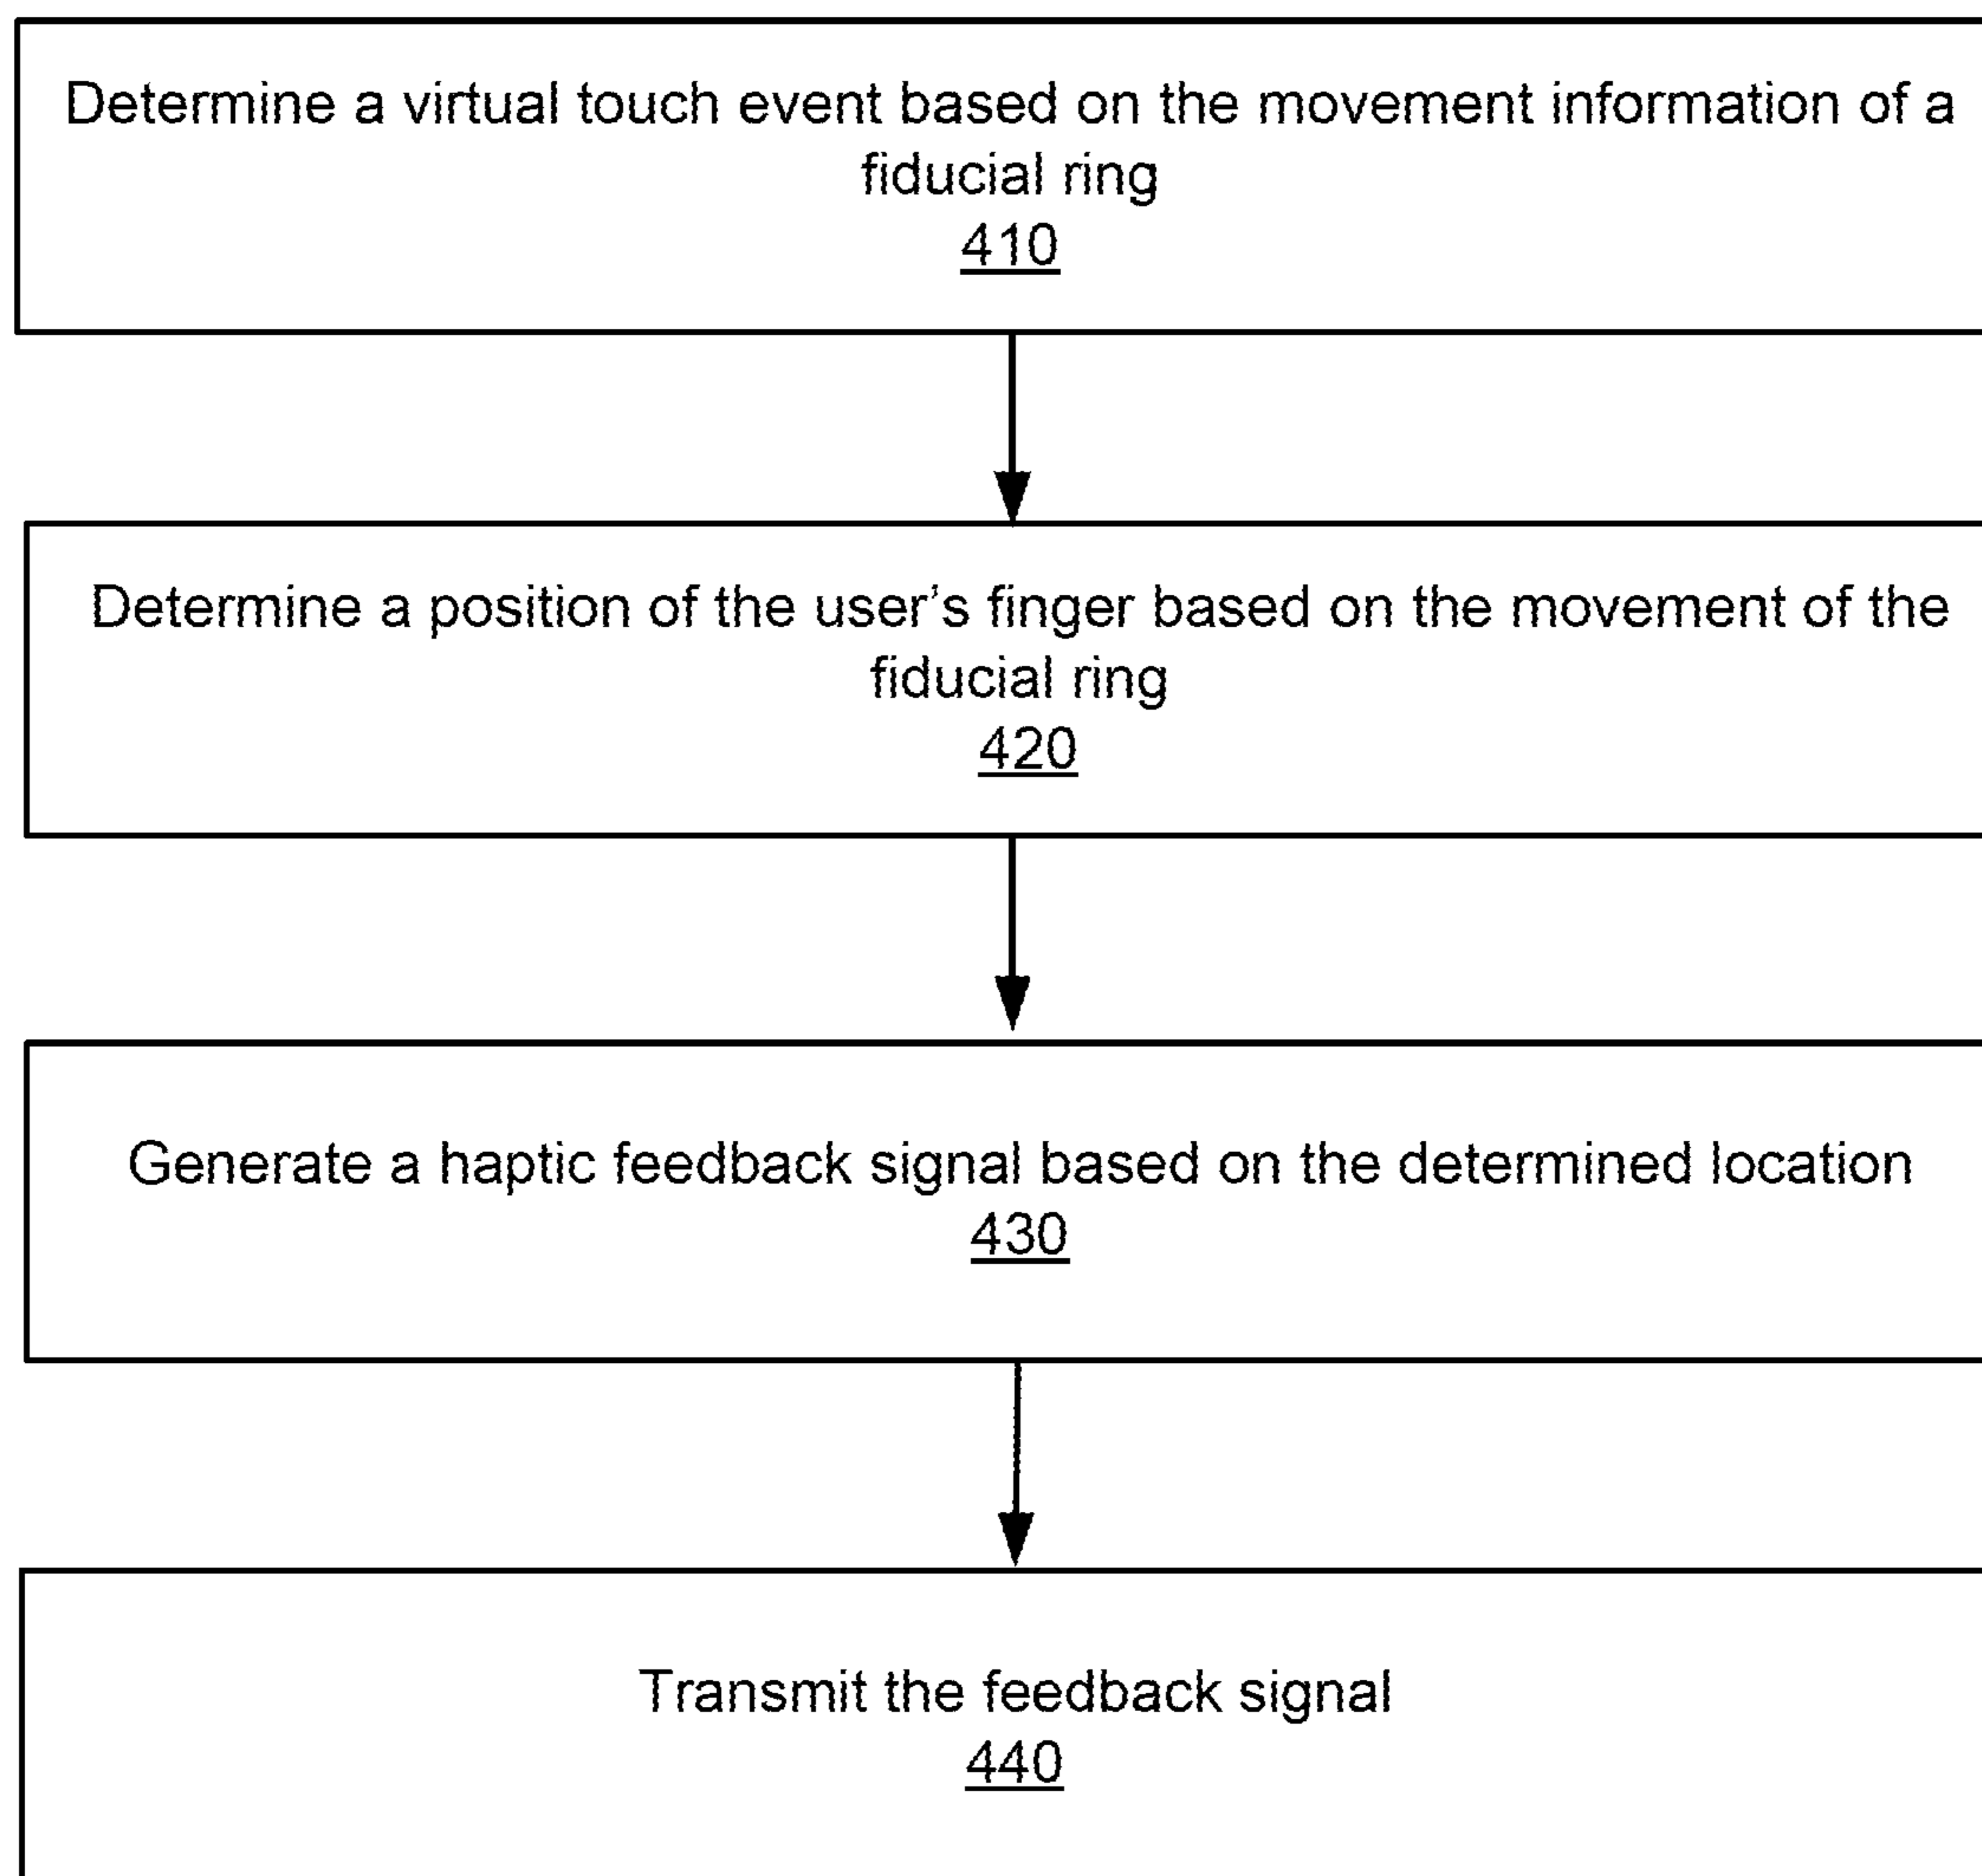 Determine a virtual touch event based on the movement information of a
fiducial ring
410
Determine a position of the user's finger based on the movement of the
fiducial ring
420
Generate a haptic feedback signal based on the determined location
430
Transmit the feedback signal
440